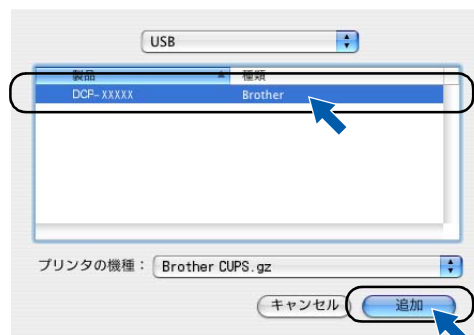 USB
製品 種類
DCP-XXXXX Brother
プリンタの機種： Brother CUPS.gz
キャンセル 追加